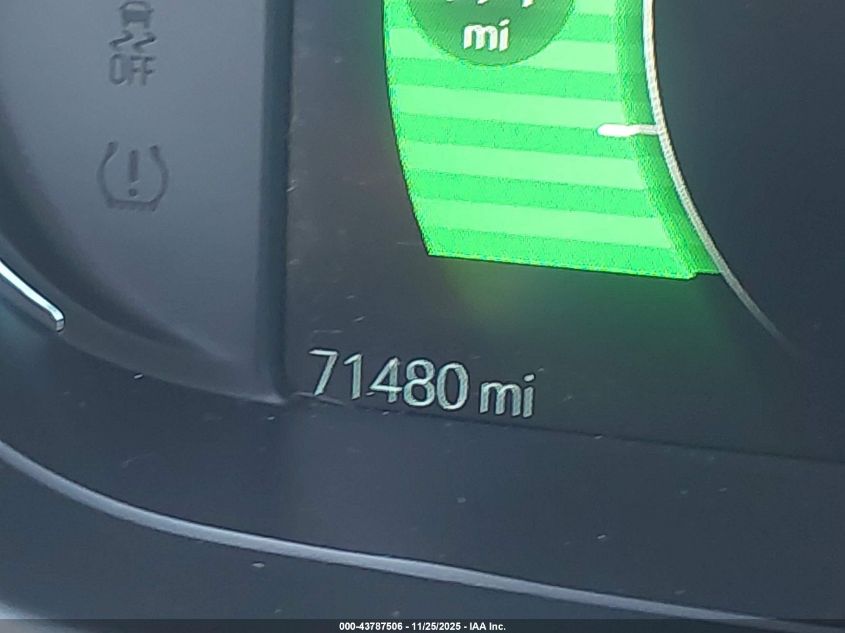 mi
OFF
71480 mi
000-43787506 - 11/25/2025 - IAA Inc.